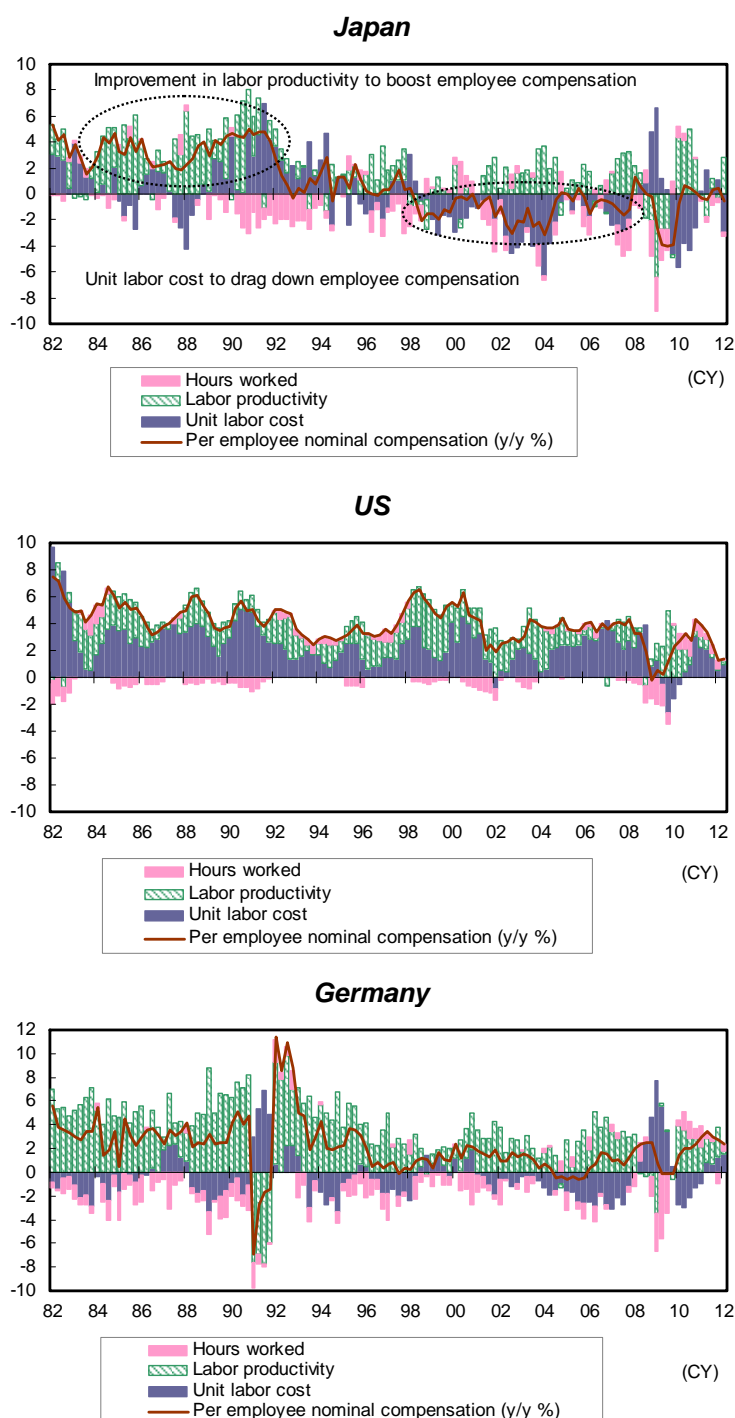 Japan
10
8
Improvement in labor productivity to boost employee compensation
6
4
2
0
-2
-4
-6
Unit labor cost to drag down employee compensation
-8
-10
82 84 86 88 90 92 94 96 98 00 02 04 06 08 10 12
(CY)
Hours worked
Labor productivity
Unit labor cost
Per employee nominal compensation (y/y %)
US
10
8
6
4
2
0
-2
-4
-6
-8
-10
82 84 86 88 90 92 94 96 98 00 02 04 06 08 10 12
(CY)
Hours worked
Labor productivity
Unit labor cost
Per employee nominal compensation (y/y %)
Germany
12
10
8
6
4
2
0
-2
-4
-6
-8
-10
82 84 86 88 90 92 94 96 98 00 02 04 06 08 10 12
(CY)
Hours worked
Labor productivity
Unit labor cost
Per employee nominal compensation (y/y %)